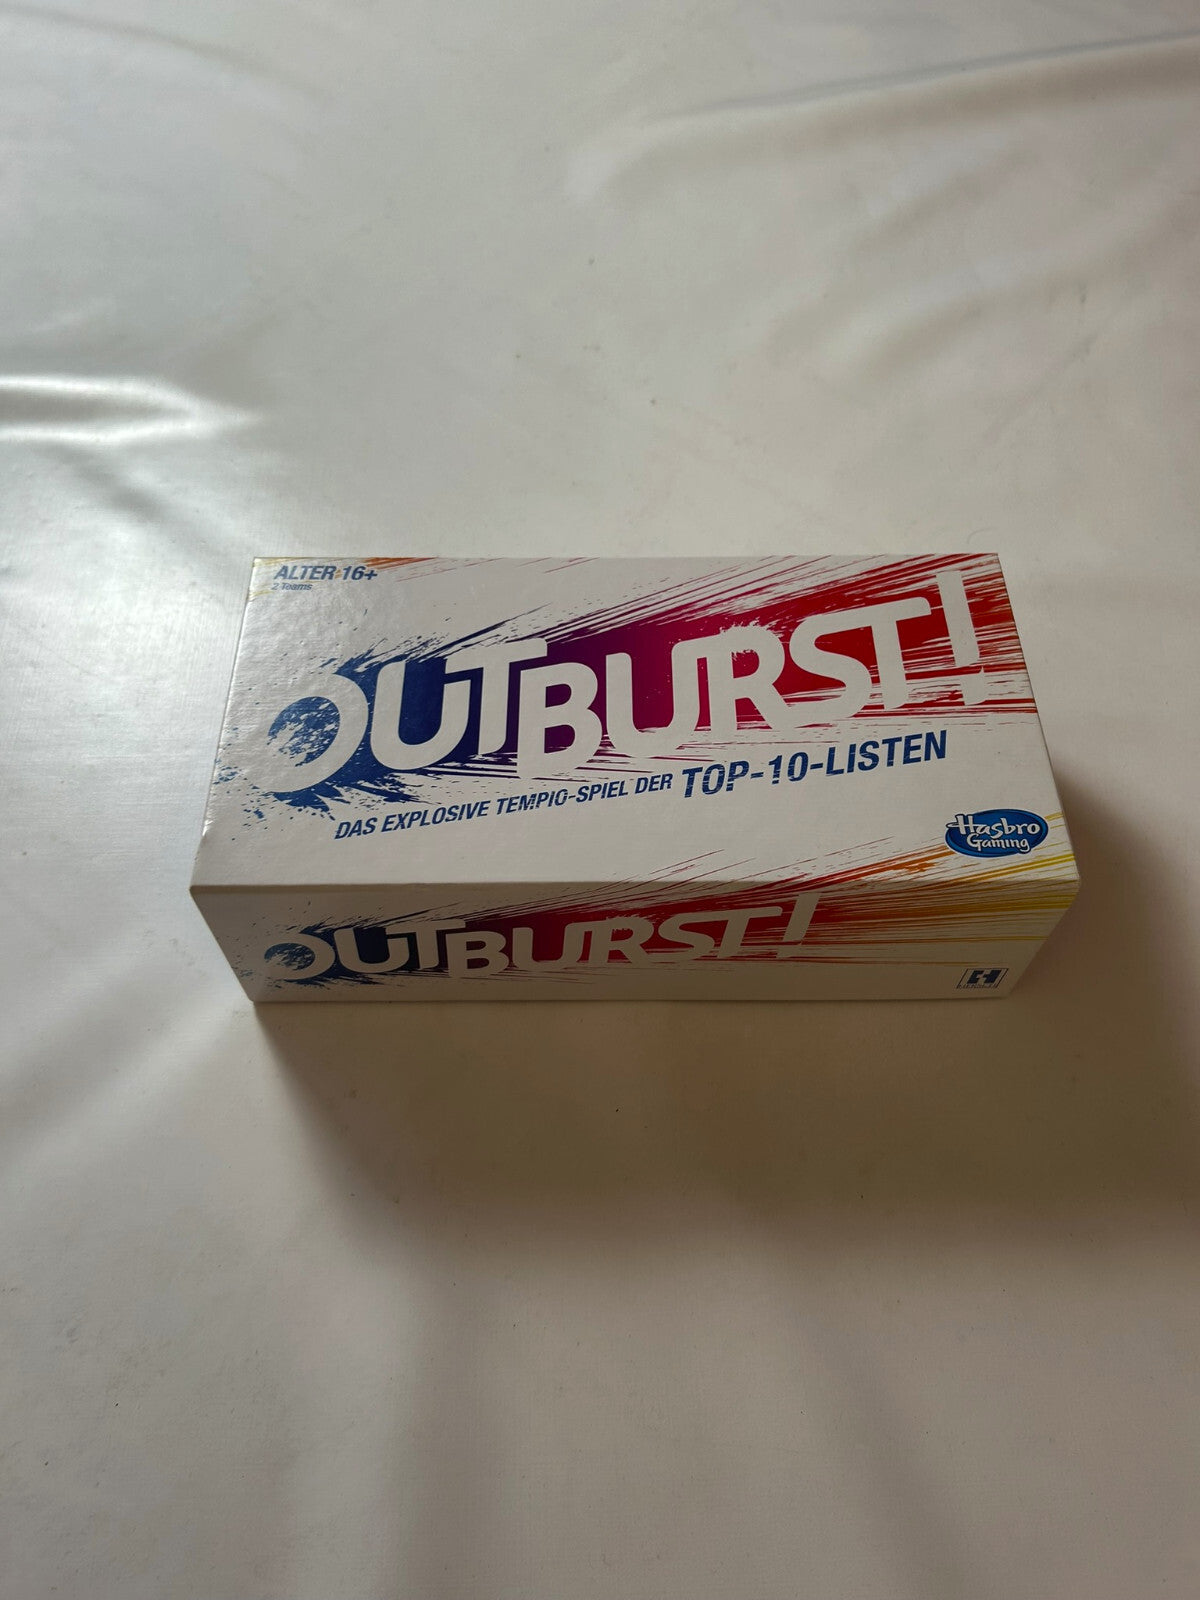 ALTER 16+
2 Teams
OUTBURST!
DAS EXPLOSIVE TEMPIO-SPIEL DER TOP-10-LISTEN
Hasbro
Gaming
OUTBURST!